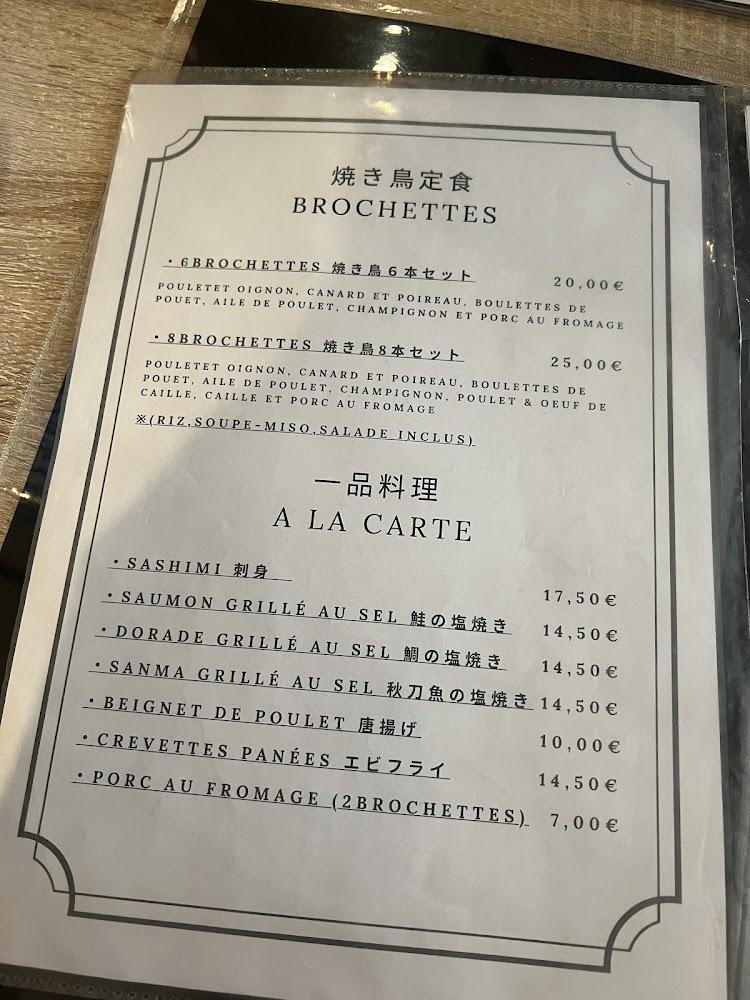 焼き鳥定食
BROCHETTES
・6BROCHETTES 焼き鳥６本セット 20,00€
POULETET OIGNON, CANARD ET POIREAU, BOULETTES DE
POUET, AILE DE POULET, CHAMPIGNON ET PORC AU FROMAGE
・8BROCHETTES 焼き鳥8本セット 25,00€
POULETET OIGNON, CANARD ET POIREAU, BOULETTES DE
POUET, AILE DE POULET, CHAMPIGNON, POULET & OEUF DE
CAILLE, CAILLE ET PORC AU FROMAGE
※(RIZ,SOUPE-MISO,SALADE INCLUS)
一品料理
A LA CARTE
・SASHIMI 刺身 17,50€
・SAUMON GRILLÉ AU SEL 鮭の塩焼き 14,50€
・DORADE GRILLÉ AU SEL 鯛の塩焼き 14,50€
・SANMA GRILLÉ AU SEL 秋刀魚の塩焼き 14,50€
・BEIGNET DE POULET 唐揚げ 10,00€
・CREVETTES PANÉES エビフライ 14,50€
・PORC AU FROMAGE (2BROCHETTES) 7,00€